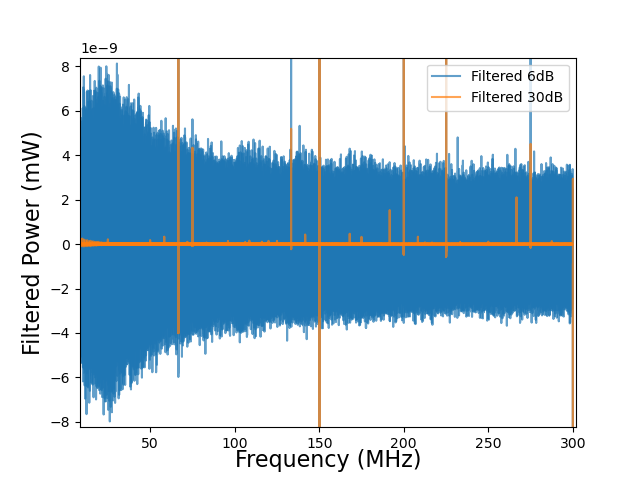 1e−9
Filtered Power (mW)
8
6
4
2
0
−2
−4
−6
−8
Filtered 6dB
Filtered 30dB
50 100 150 200 250 300
Frequency (MHz)